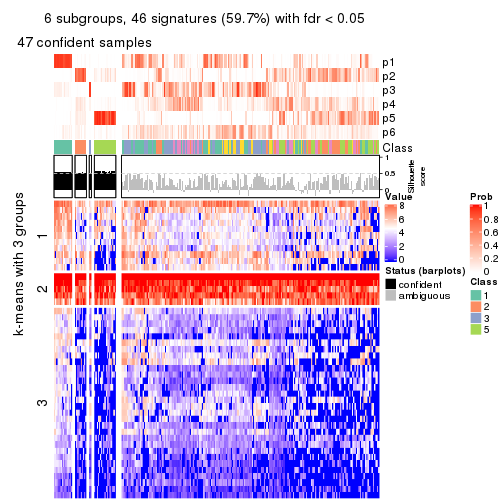 6 subgroups, 46 signatures (59.7%) with fdr < 0.05
47 confident samples
p1
p2
p3
p4
p5
p6
Class
1
0.5
0
Silhouette
score
k-means with 3 groups
1
2
3
Value
8
6
4
2
0
Status (barplots)
confident
ambiguous
Prob
1
0.8
0.6
0.4
0.2
0
Class
1
2
3
5